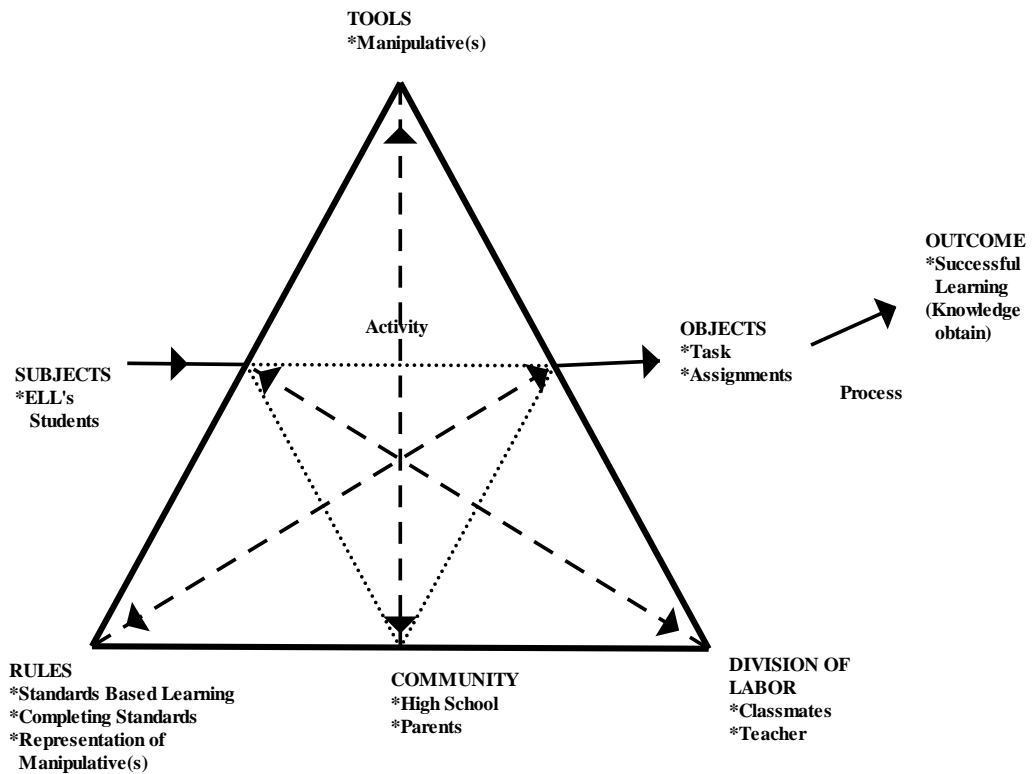 TOOLS
*Manipulative(s)
OUTCOME
*Successful
Learning
(Knowledge
obtain)
Activity
OBJECTS
*Task
*Assignments
SUBJECTS
*ELL's
Students
Process
RULES
*Standards Based Learning
*Completing Standards
*Representation of
Manipulative(s)
COMMUNITY
*High School
*Parents
DIVISION OF
LABOR
*Classmates
*Teacher